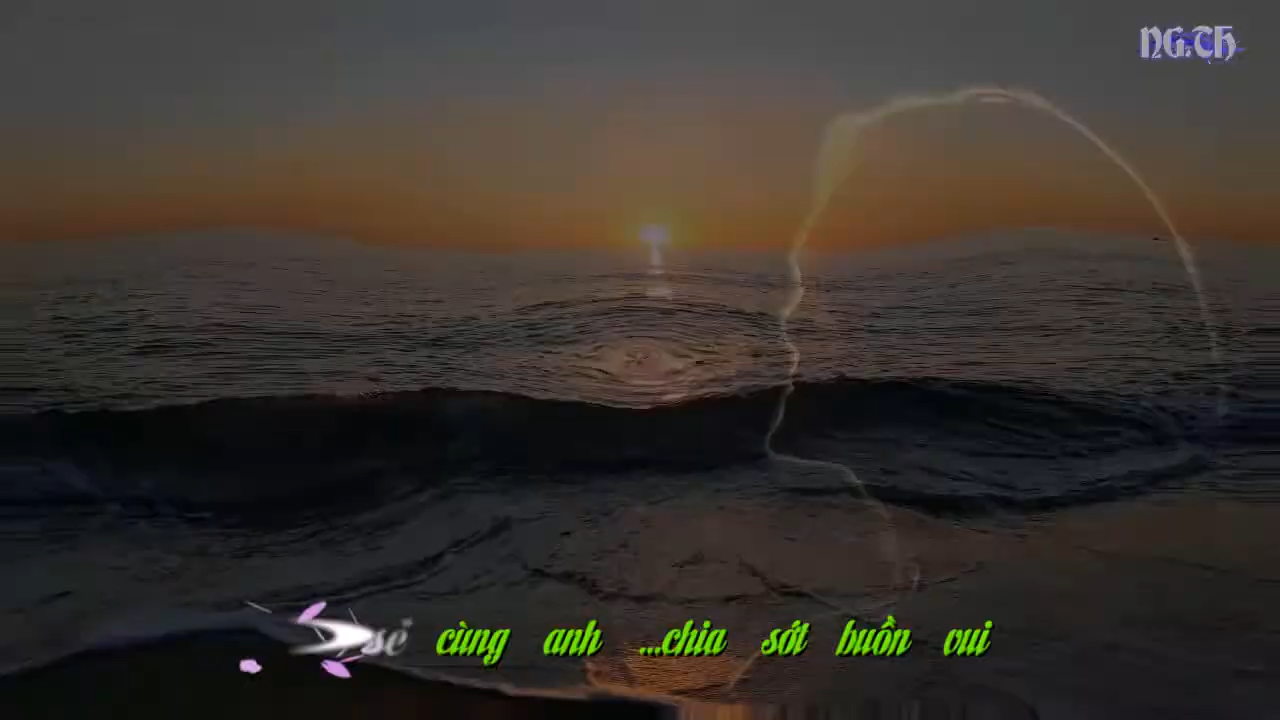 NG.Th
sẻ cùng anh ...chia sớt buồn vui